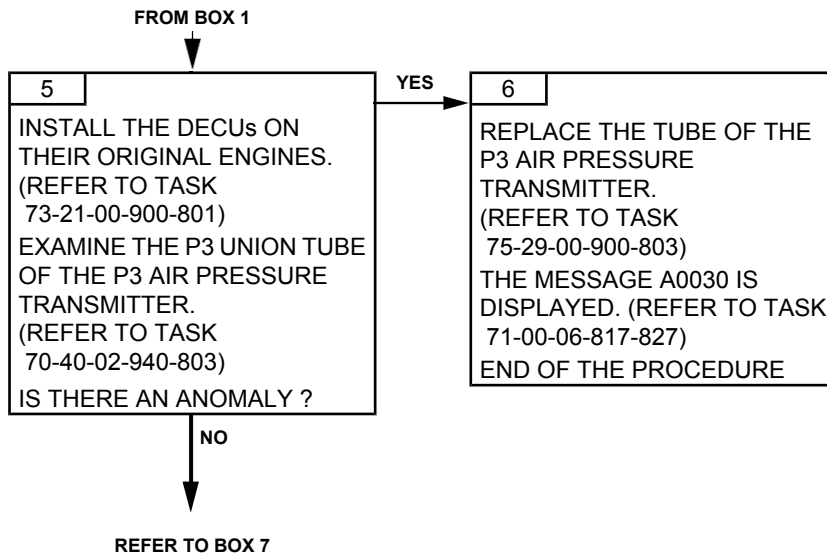 FROM BOX 1
5
INSTALL THE DECUs ON
THEIR ORIGINAL ENGINES.
(REFER TO TASK
73-21-00-900-801)
EXAMINE THE P3 UNION TUBE
OF THE P3 AIR PRESSURE
TRANSMITTER.
(REFER TO TASK
70-40-02-940-803)
IS THERE AN ANOMALY ?
YES
6
REPLACE THE TUBE OF THE
P3 AIR PRESSURE
TRANSMITTER.
(REFER TO TASK
75-29-00-900-803)
THE MESSAGE A0030 IS
DISPLAYED. (REFER TO TASK
71-00-06-817-827)
END OF THE PROCEDURE
NO
REFER TO BOX 7